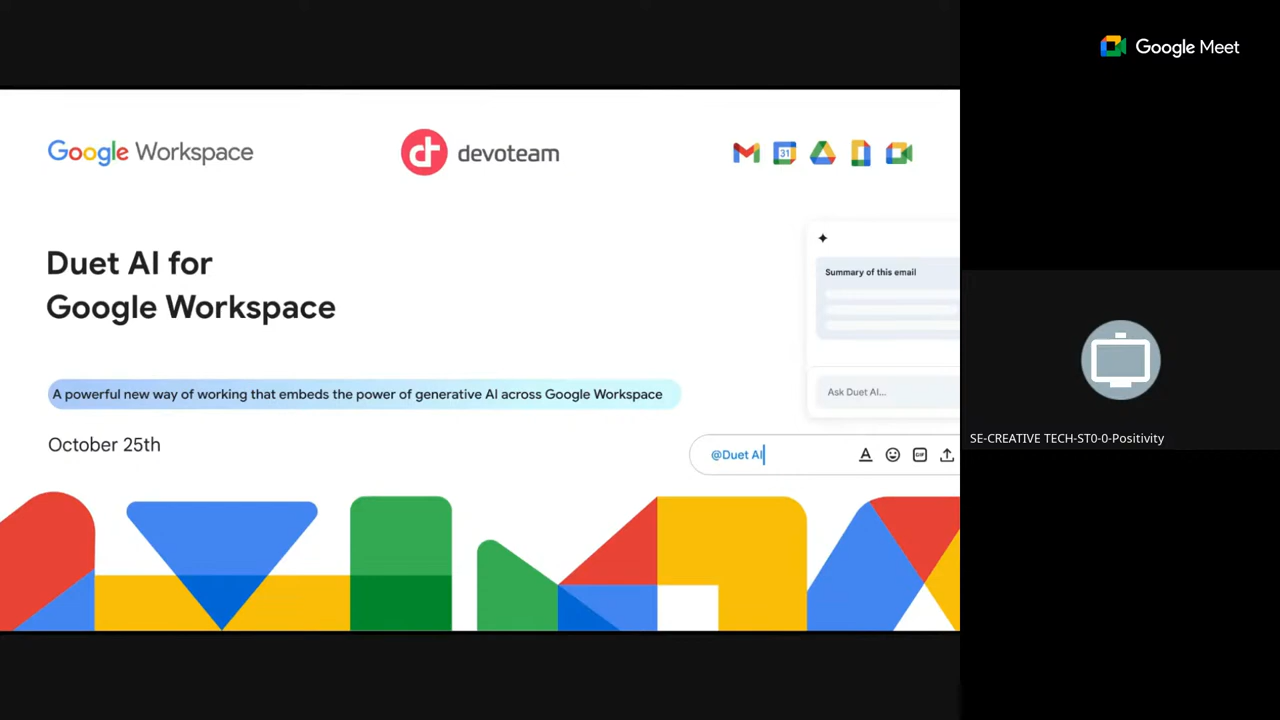 Google Meet
Google Workspace
devoteam
31
Duet AI for
Google Workspace
Summary of this email
A powerful new way of working that embeds the power of generative AI across Google Workspace
Ask Duet AI...
October 25th
@Duet AI
A
GIF
SE-CREATIVE TECH-ST0-0-Positivity